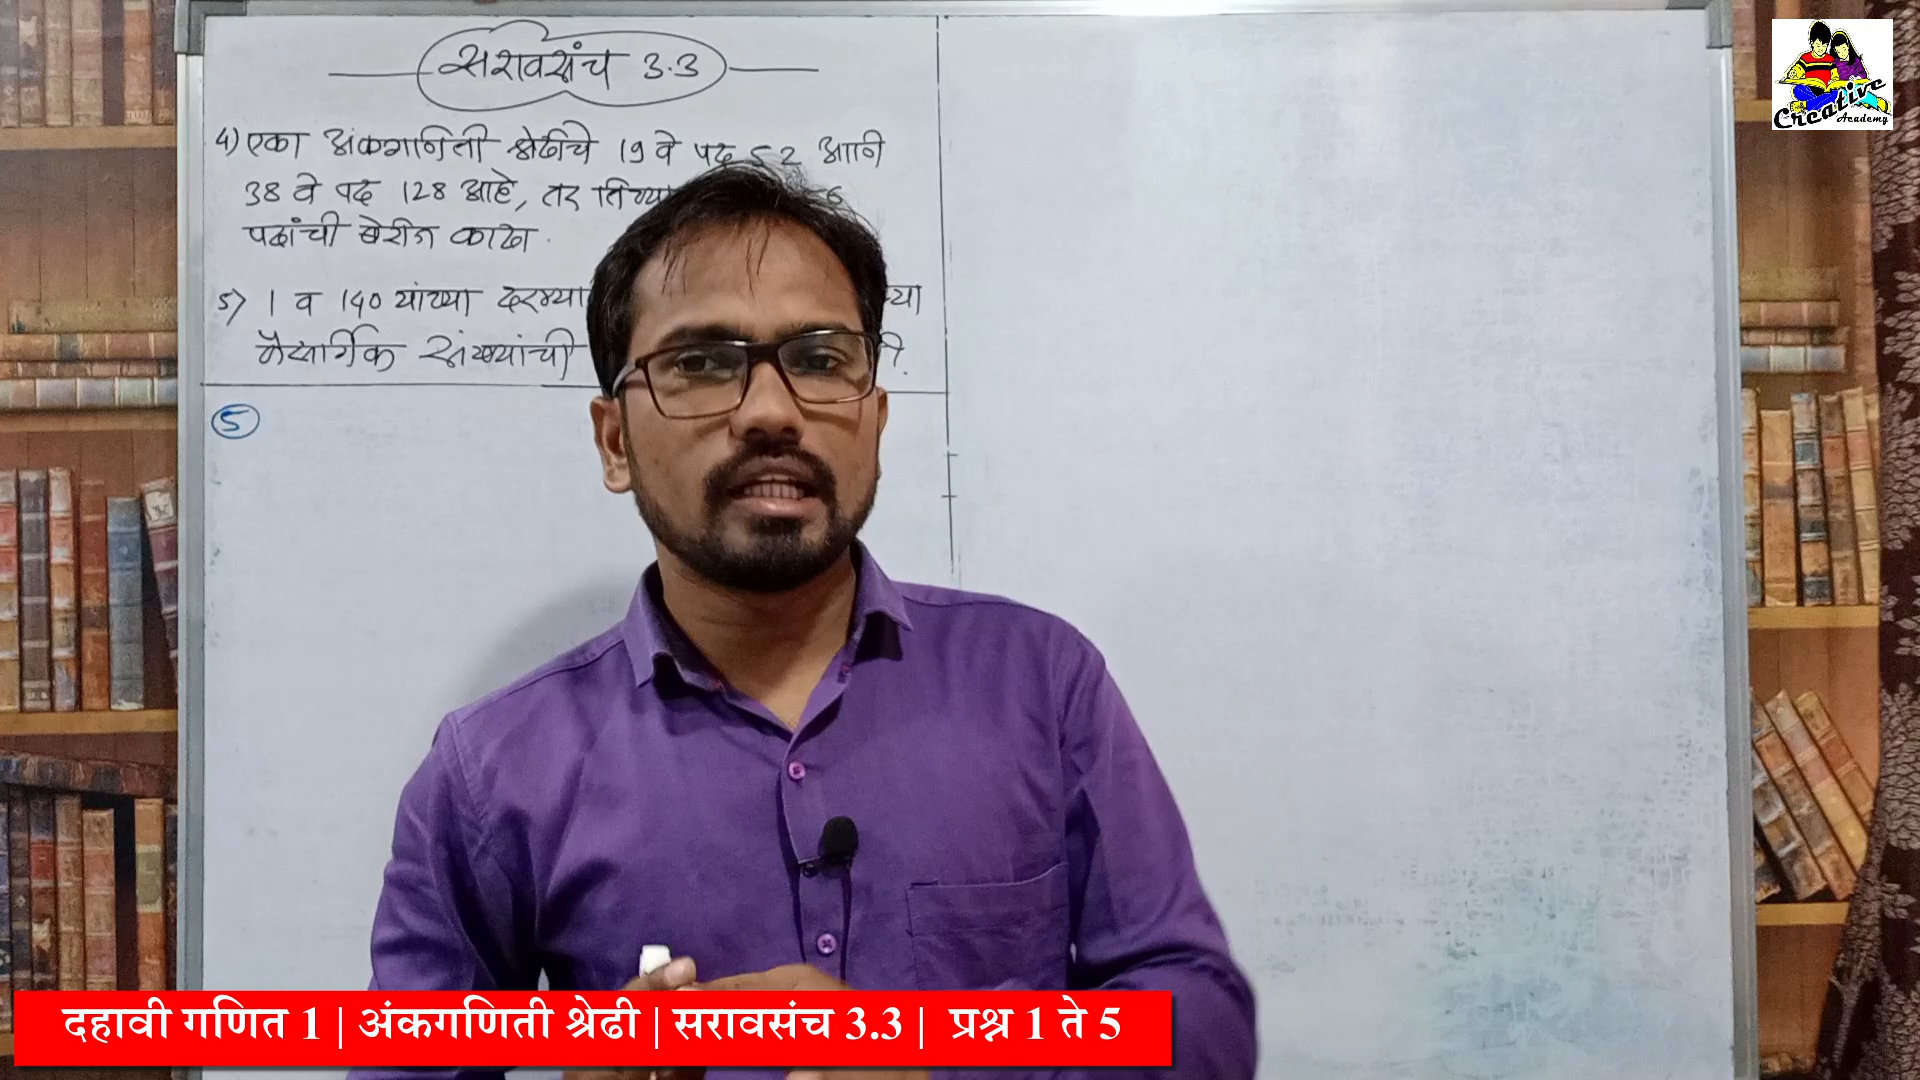 सरावसंच 3.3
4) एका अंकगणिती श्रेढीचे 19 वे पद 52 आणि
38 वे पद 128 आहे, तर तिच्या 6
पदांची बेरीज काढा.
5) 1 व 140 यांच्या
नैसर्गिक संख्यांची
5
Creative
Academy
दहावी गणित 1 | अंकगणिती श्रेढी | सरावसंच 3.3 | प्रश्न 1 ते 5